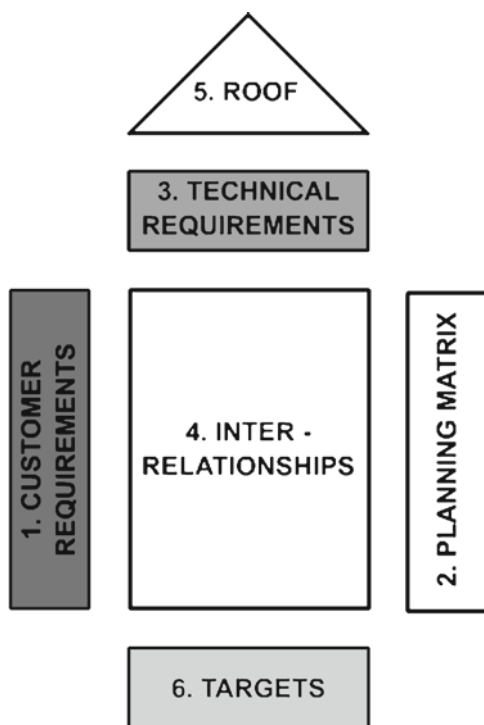 5. ROOF
3. TECHNICAL
REQUIREMENTS
1. CUSTOMER
REQUIREMENTS
4. INTER -
RELATIONSHIPS
2. PLANNING MATRIX
6. TARGETS